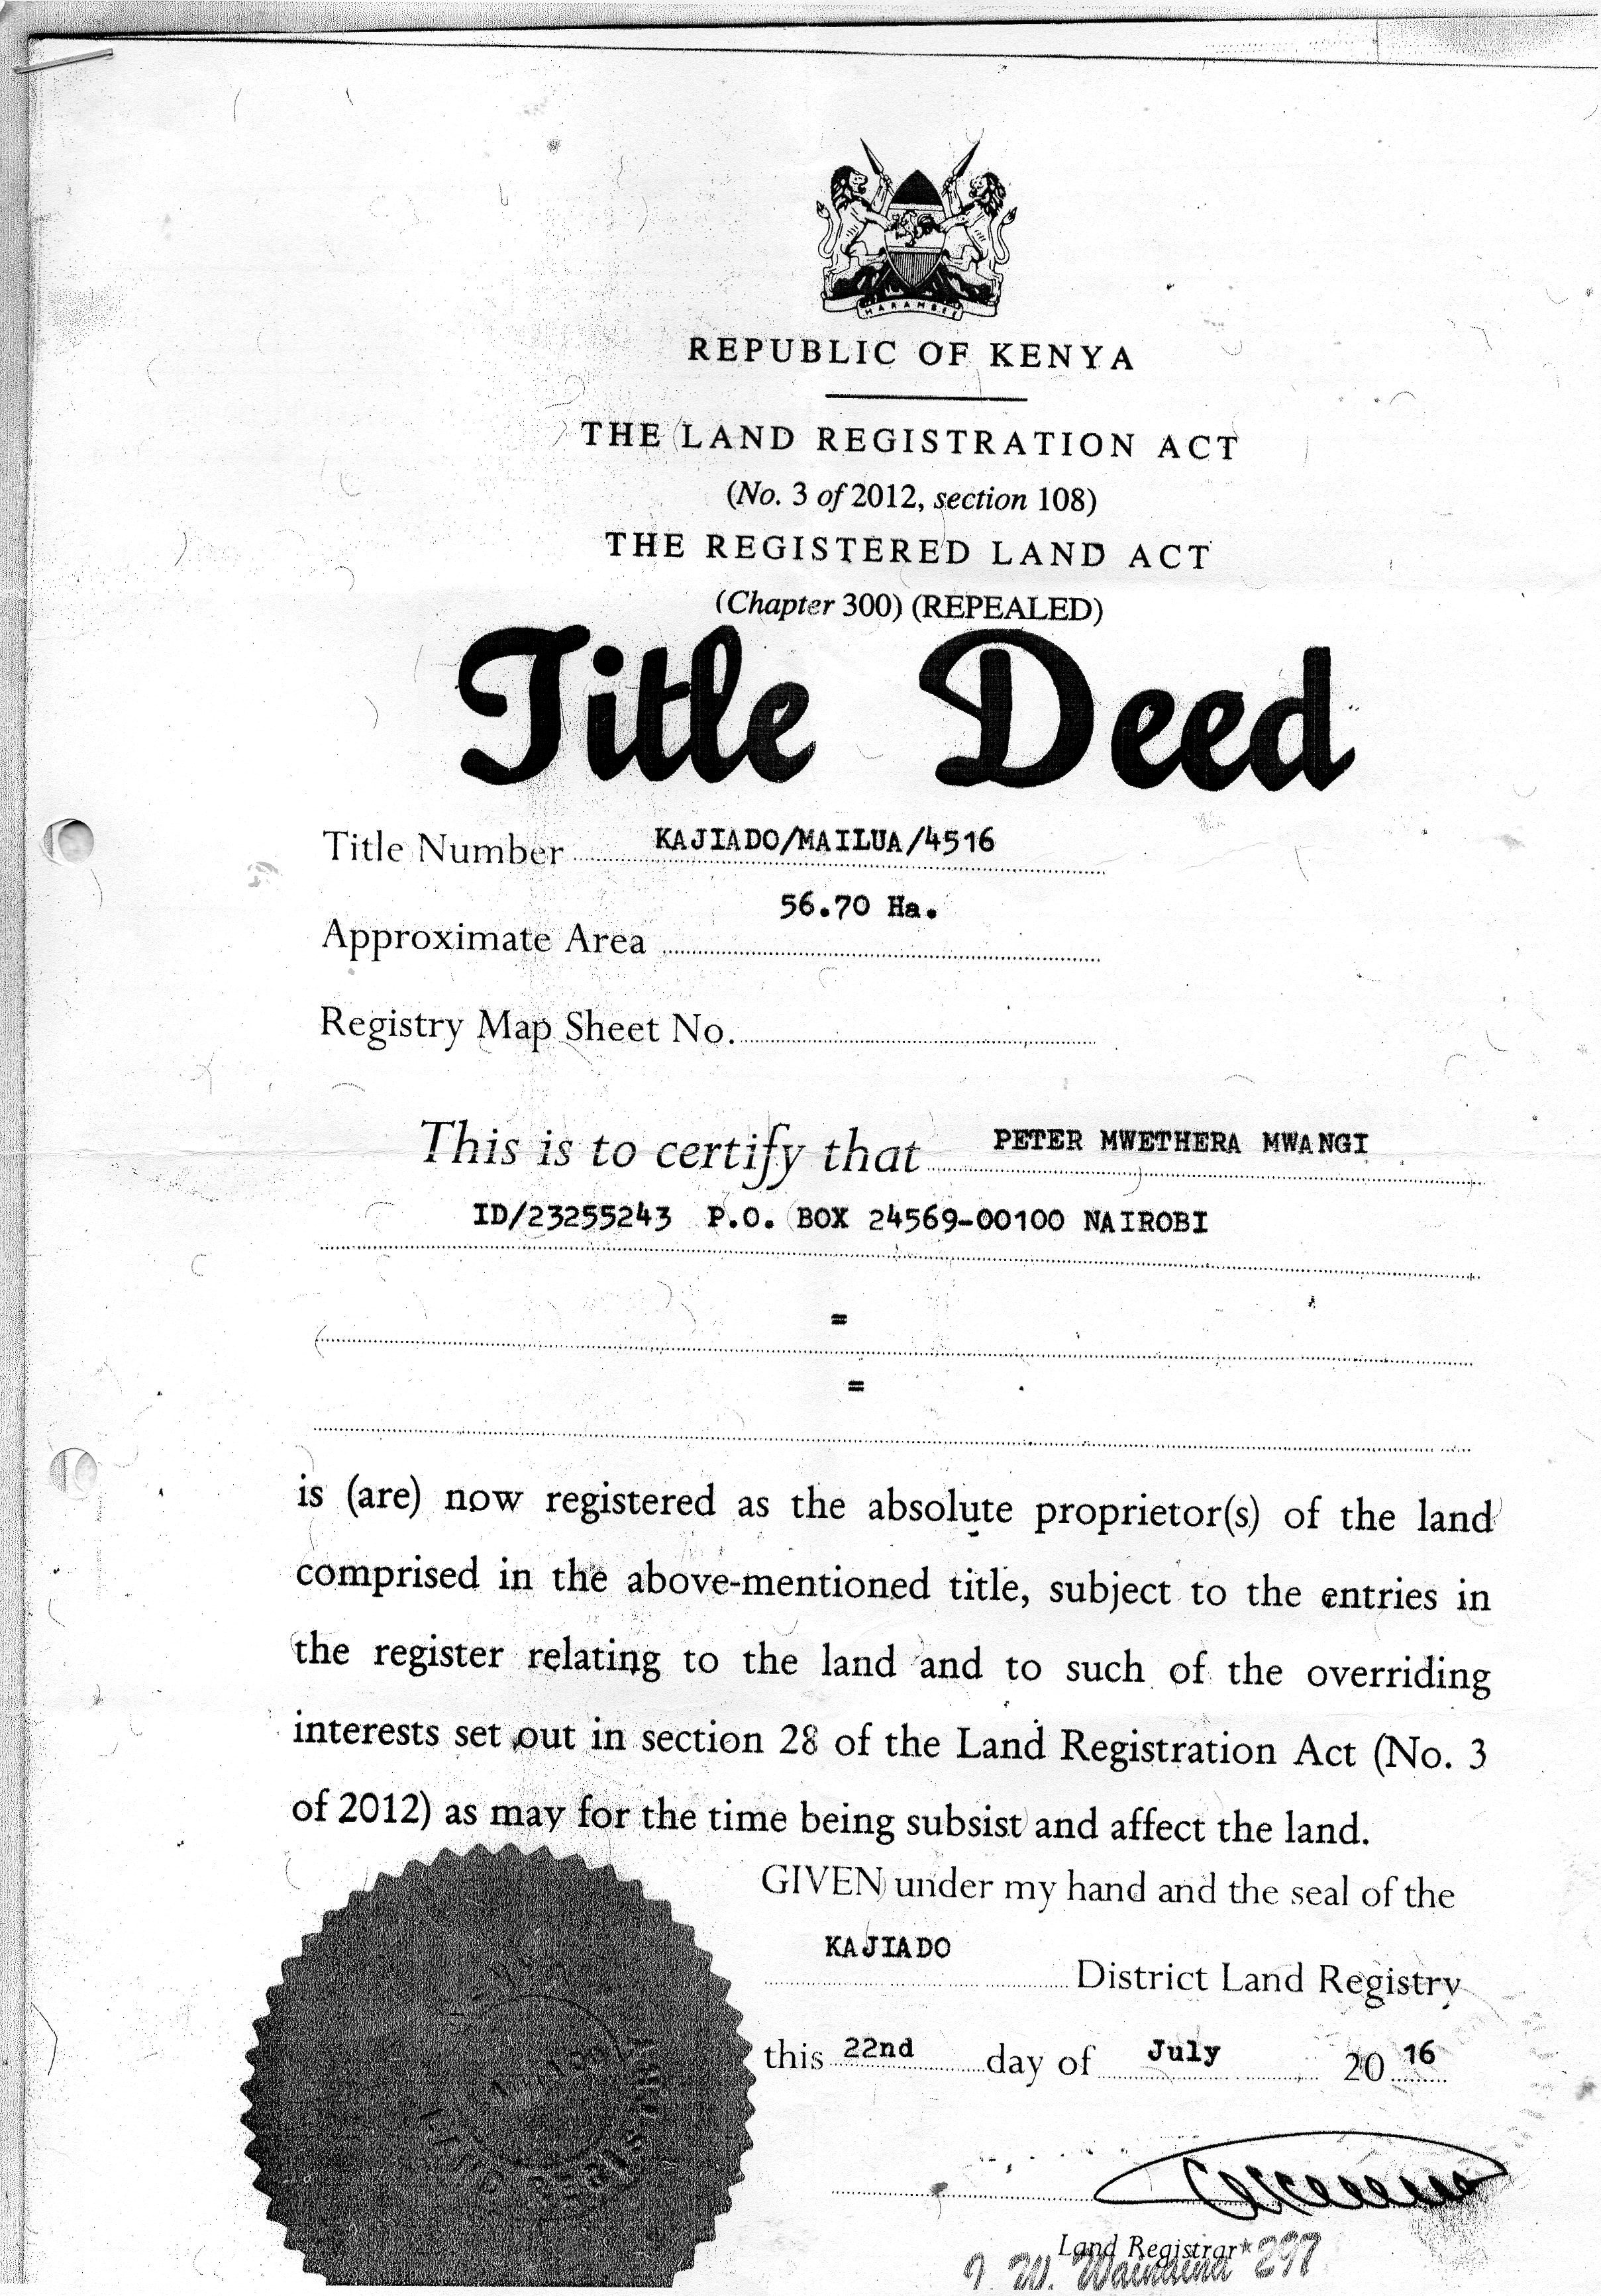 HARAMBEE
REPUBLIC OF KENYA
THE LAND REGISTRATION ACT
(No. 3 of 2012, section 108)
THE REGISTERED LAND ACT
(Chapter 300) (REPEALED)
Title Deed
Title Number KAJIADO/MAILUA/4516
56.70 Ha.
Approximate Area
Registry Map Sheet No.
This is to certify that PETER MWETHERA MWANGI
ID/23255243 P.O. BOX 24569-00100 NAIROBI
=
=
is (are) now registered as the absolute proprietor(s) of the land
comprised in the above-mentioned title, subject to the entries in
the register relating to the land and to such of the overriding
interests set out in section 28 of the Land Registration Act (No. 3
of 2012) as may for the time being subsist and affect the land.
GIVEN under my hand and the seal of the
KAJIADO
District Land Registry
this 22nd day of July 20 16
Land Registrar*
W. Wainaina 297